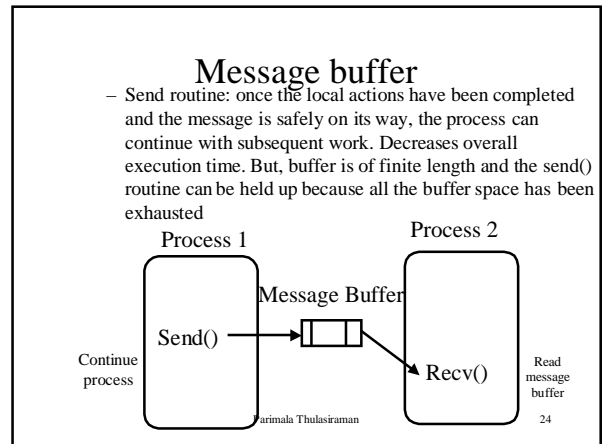 Message buffer
– Send routine: once the local actions have been completed
and the message is safely on its way, the process can
continue with subsequent work. Decreases overall
execution time. But, buffer is of finite length and the send()
routine can be held up because all the buffer space has been
exhausted
Process 1
Process 2
Message Buffer
Send()
Recv()
Continue
process
Read
message
buffer
Parimala Thulasiraman
24